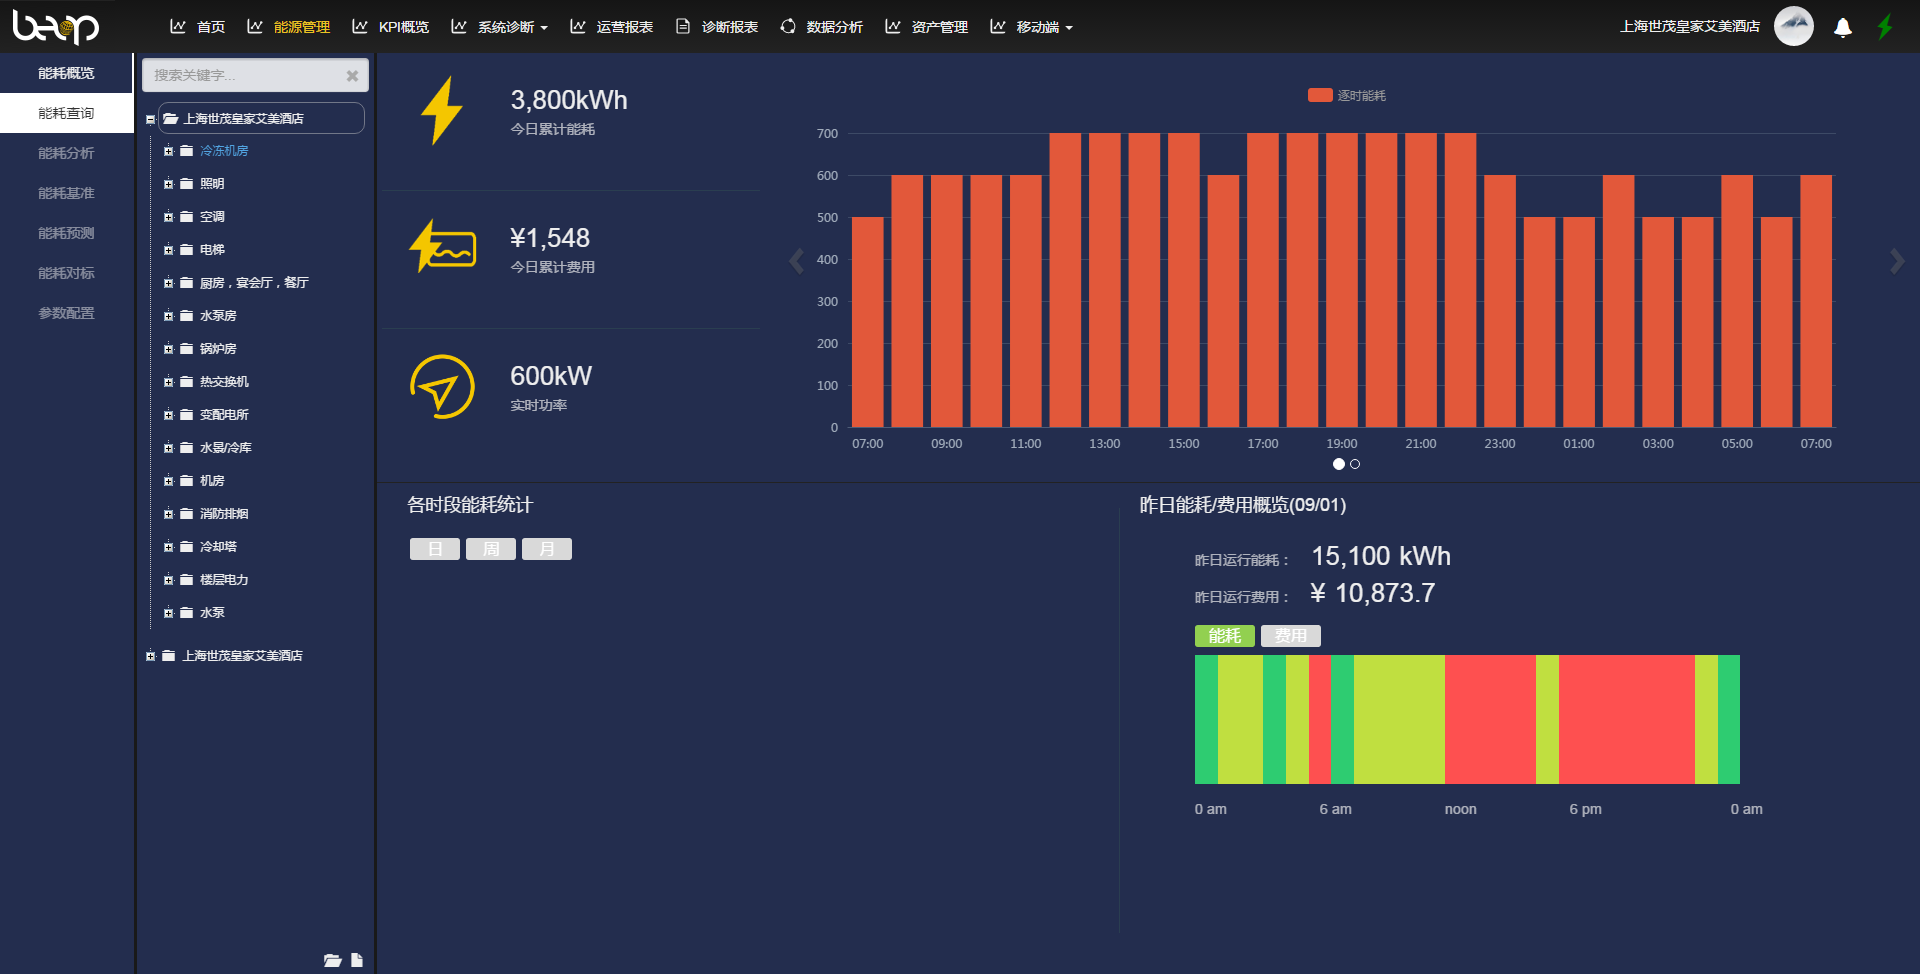 beop
首页
能源管理
KPI概览
系统诊断
运营报表
诊断报表
数据分析
资产管理
移动端
上海世茂皇家艾美酒店
能耗概览
能耗查询
能耗分析
能耗基准
能耗预测
能耗对标
参数配置
搜索关键字...
上海世茂皇家艾美酒店
冷冻机房
照明
空调
电梯
厨房，宴会厅，餐厅
水泵房
锅炉房
热交换机
变配电所
水景/冷库
机房
消防排烟
冷却塔
楼层电力
水泵
上海世茂皇家艾美酒店
3,800kWh
今日累计能耗
¥1,548
今日累计费用
600kW
实时功率
逐时能耗
700
600
500
400
300
200
100
0
07:00 09:00 11:00 13:00 15:00 17:00 19:00 21:00 23:00 01:00 03:00 05:00 07:00
各时段能耗统计
日 周 月
昨日能耗/费用概览(09/01)
昨日运行能耗： 15,100 kWh
昨日运行费用： ¥ 10,873.7
能耗 费用
0 am 6 am noon 6 pm 0 am